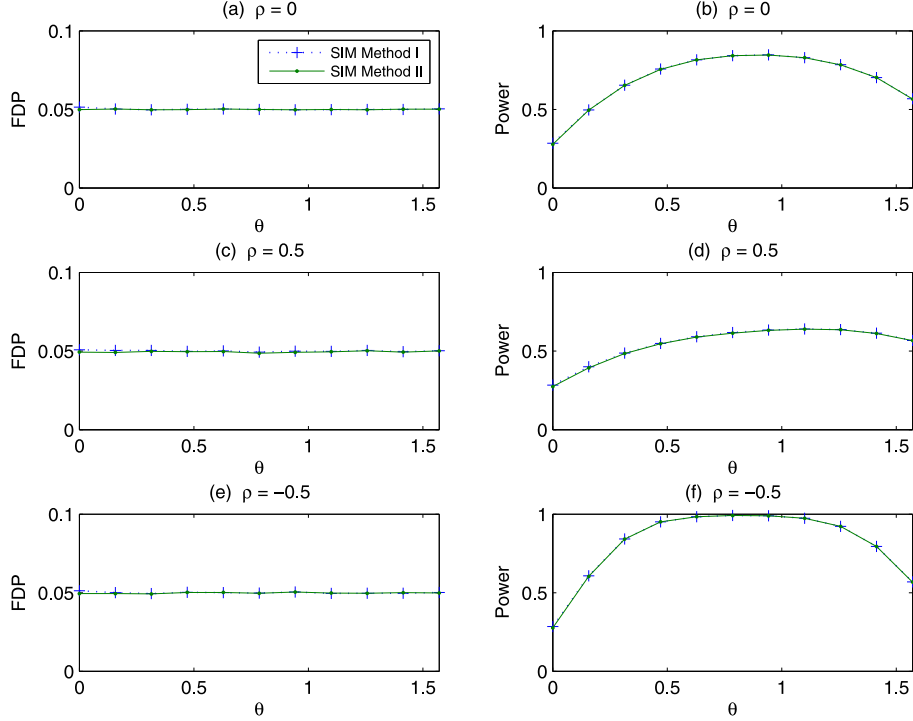 (a) ρ = 0
0.1
0.05
0
FDP
SIM Method I
SIM Method II
0 0.5 1 1.5
θ
(b) ρ = 0
1
0.5
0
Power
0 0.5 1 1.5
θ
(c) ρ = 0.5
0.1
0.05
0
FDP
0 0.5 1 1.5
θ
(d) ρ = 0.5
1
0.5
0
Power
0 0.5 1 1.5
θ
(e) ρ = −0.5
0.1
0.05
0
FDP
0 0.5 1 1.5
θ
(f) ρ = −0.5
1
0.5
0
Power
0 0.5 1 1.5
θ